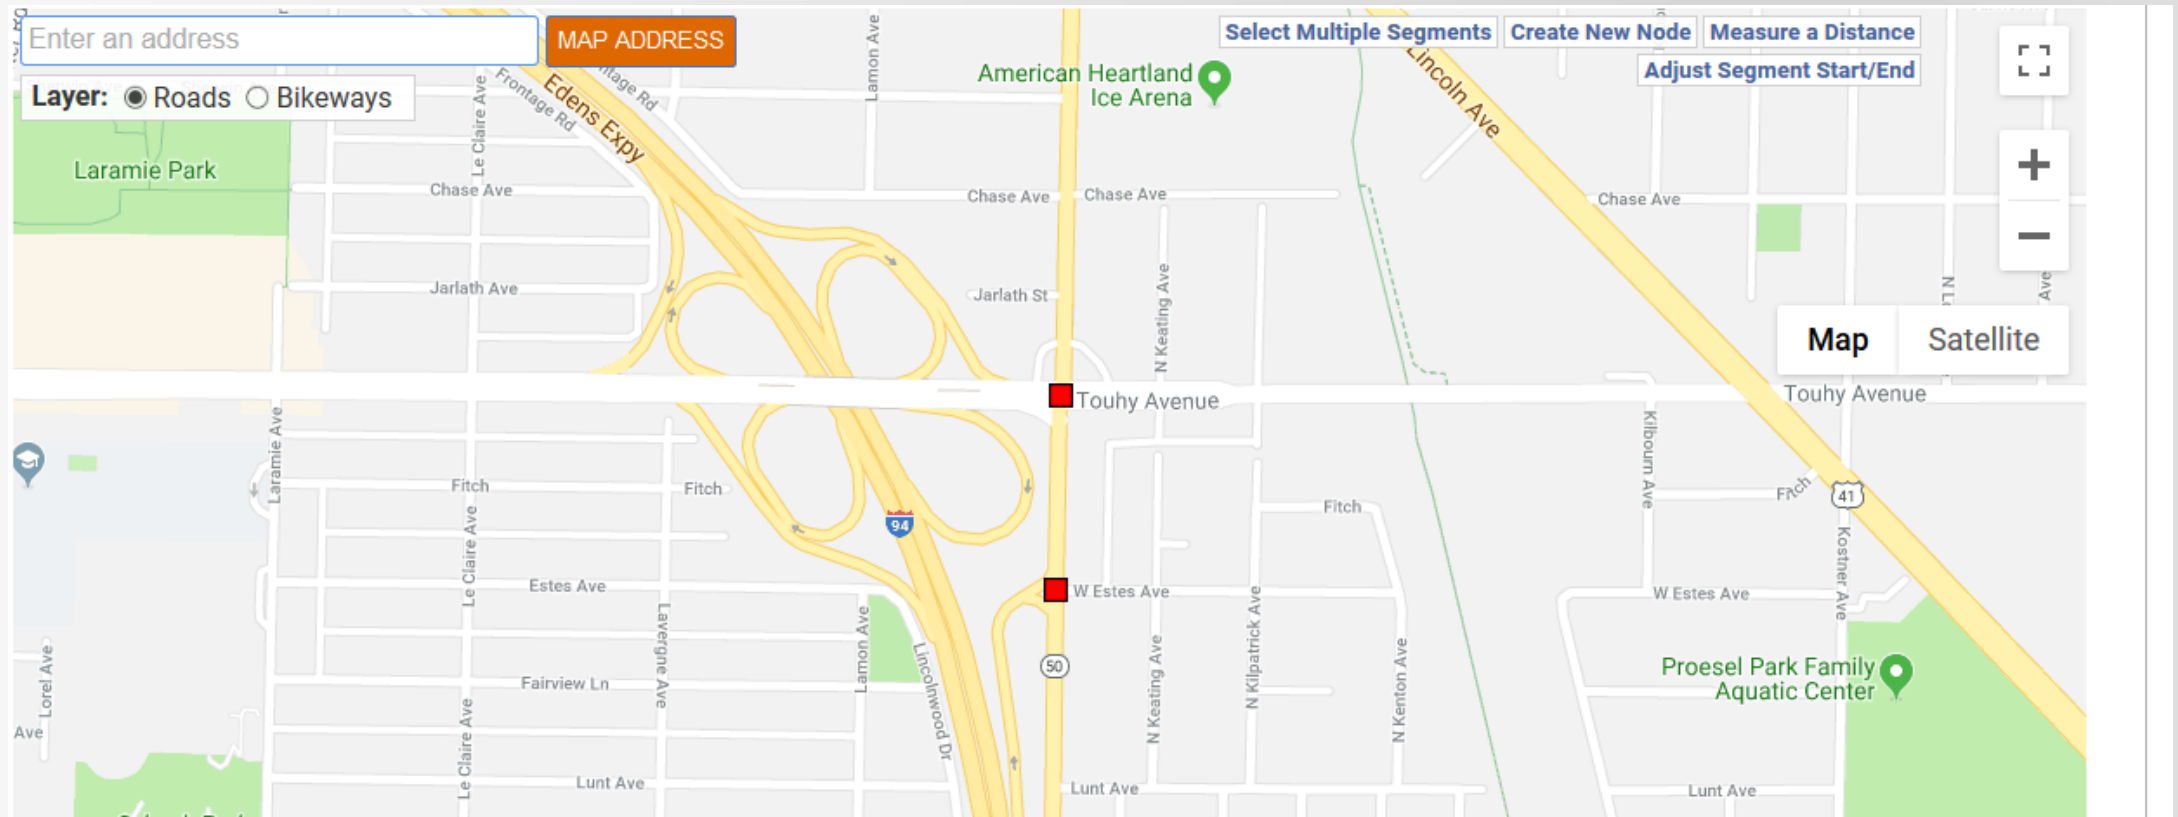 Enter an address
MAP ADDRESS
Select Multiple Segments
Create New Node
Measure a Distance
Adjust Segment Start/End
Layer: Roads Bikeways
Frontage Rd
Edens Expy
Lamon Ave
Le Claire Ave
American Heartland
Ice Arena
Lincoln Ave
Laramie Park
Chase Ave
Chase Ave
Chase Ave
Chase Ave
Jarlath Ave
Jarlath St
N Keating Ave
Ave
Map
Satellite
Touhy Avenue
Touhy Avenue
Laramie Ave
Fitch
Fitch
Fitch
Fitch
Kilbourn Ave
41
94
Le Claire Ave
Estes Ave
W Estes Ave
W Estes Ave
Kostner Ave
Lavergne Ave
Lamon Ave
Lincolnwood Dr
50
N Keating Ave
N Kilpatrick Ave
N Kenton Ave
Proesel Park Family
Aquatic Center
Lorel Ave
Fairview Ln
Ave
Le Claire Ave
Lunt Ave
Lunt Ave
Lunt Ave